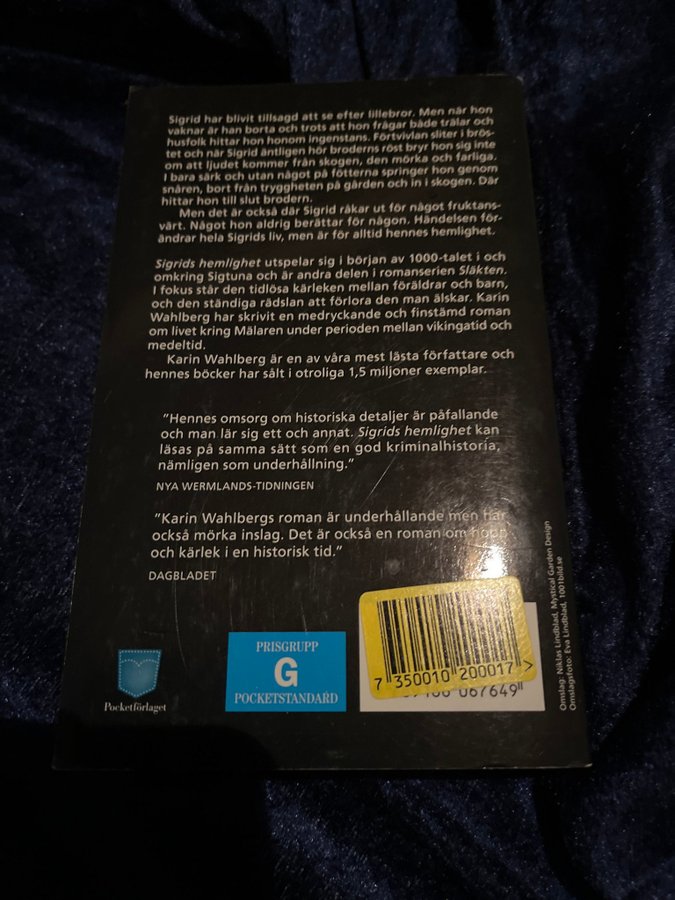 Sigrid har blivit tillsagd att se efter lillebror. Men när hon
vaknar är han borta och trots att hon frågar både trälar och
husfolk hittar hon honom ingenstans. Förtvivlan sliter i brös-
tet och när Sigrid äntligen hör broderns röst bryr hon sig inte
om att ljudet kommer från skogen, den mörka och farliga.
I bara särk och utan något på fötterna springer hon genom
snåren, bort från tryggheten på gården och in i skogen. Där
hittar hon till slut brodern.
Men det är också där Sigrid råkar ut för något fruktans-
värt. Något hon aldrig berättar för någon. Händelsen för-
ändrar hela Sigrids liv, men är för alltid hennes hemlighet.
Sigrids hemlighet utspelar sig i början av 1000-talet i och
omkring Sigtuna och är andra delen i romanserien Släkten.
I fokus står den tidlösa kärleken mellan föräldrar och barn,
och den ständiga rädslan att förlora den man älskar. Karin
Wahlberg har skrivit en medryckande och finstämd roman
om livet kring Mälaren under perioden mellan vikingatid och
medeltid.
Karin Wahlberg är en av våra mest lästa författare och
hennes böcker har sålt i otroliga 1,5 miljoner exemplar.
"Hennes omsorg om historiska detaljer är påfallande
och man lär sig ett och annat. Sigrids hemlighet kan
läsas på samma sätt som en god kriminalhistoria,
nämligen som underhållning."
NYA WERMLANDS-TIDNINGEN
"Karin Wahlbergs roman är underhållande men har
också mörka inslag. Det är också en roman om hopp
och kärlek i en historisk tid."
DAGBLADET
Pocketförlaget
PRISGRUPP
G
POCKETSTANDARD
7 350010 200017 >
067649
Omslag: Niklas Lindblad, Mystical Garden Design
Omslagsfoto: Eva Lindblad, 1001bild.se